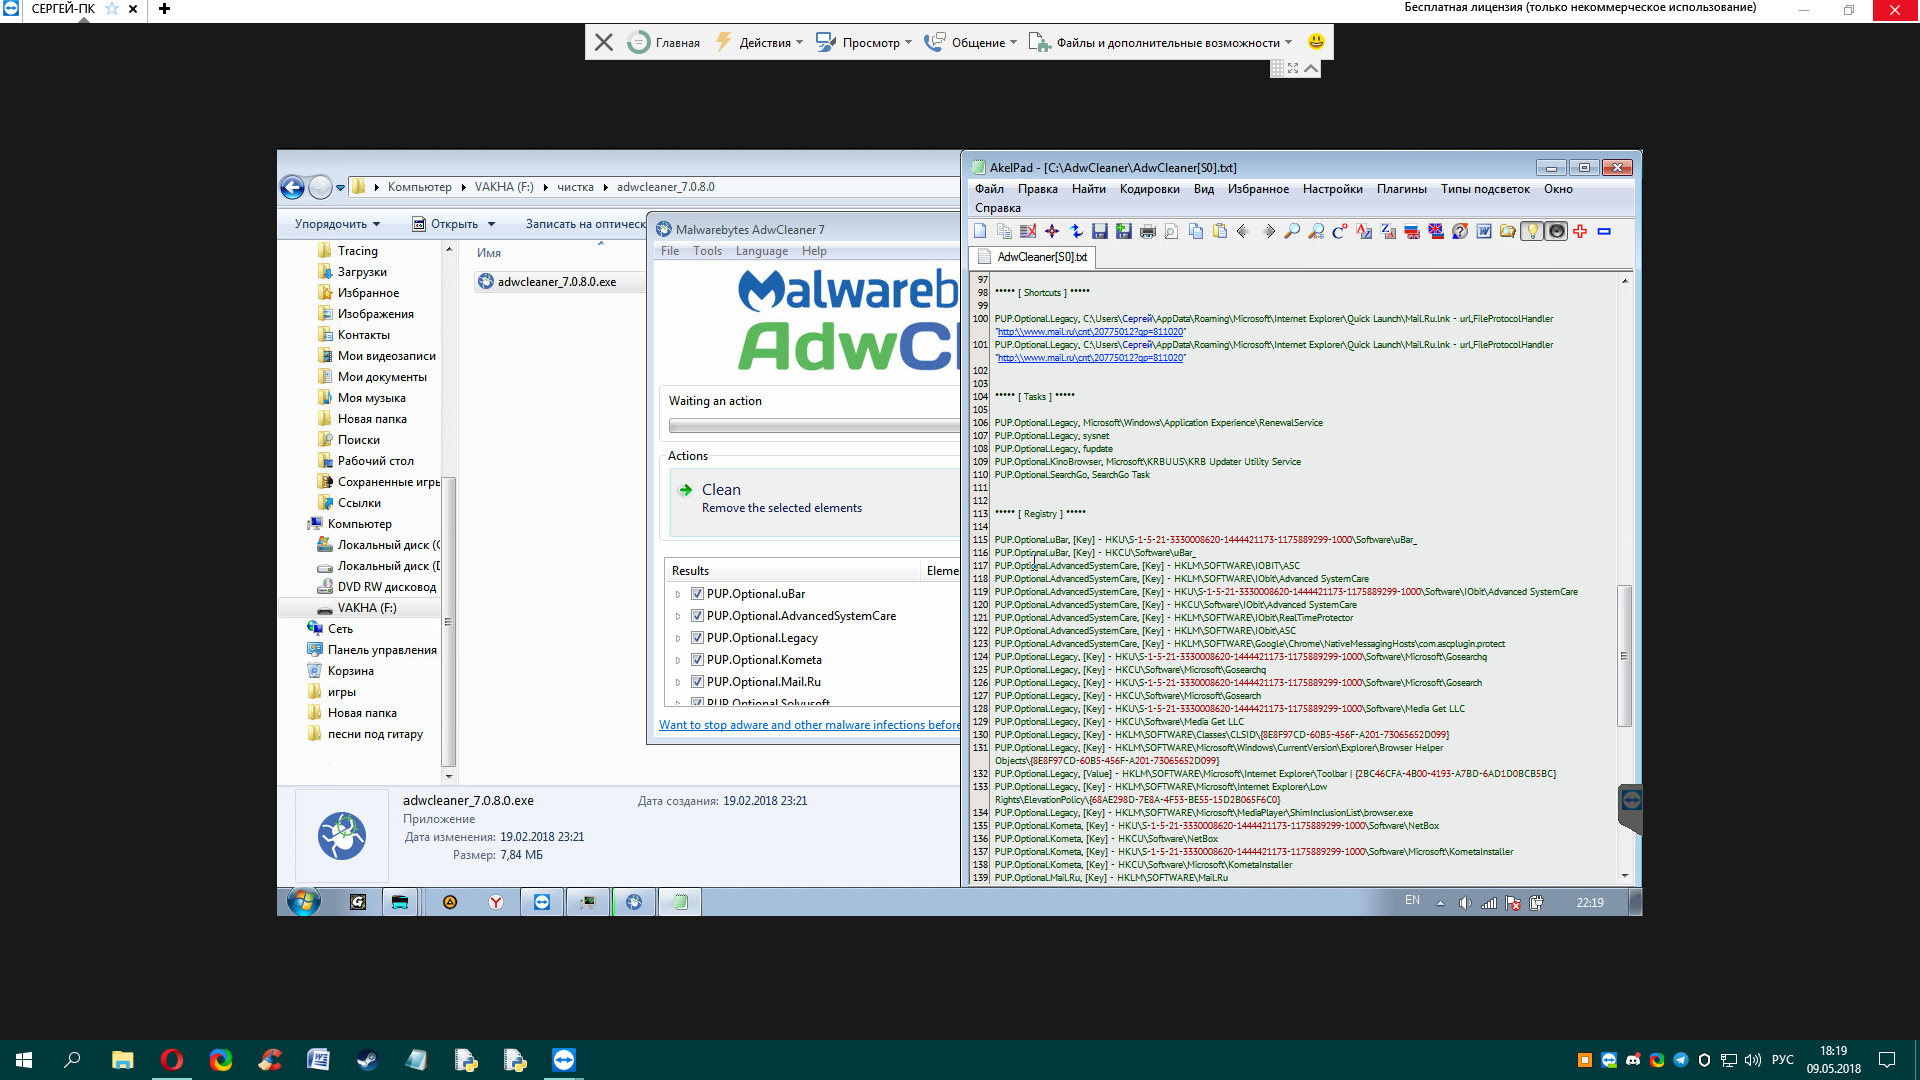 СЕРГЕЙ-ПК
Бесплатная лицензия (только некоммерческое использование)
Главная
Действия
Просмотр
Общение
Файлы и дополнительные возможности
Компьютер
VAKHA (F:)
чистка
adwcleaner_7.0.8.0
Упорядочить
Открыть
Записать на оптическ
Tracing
Загрузки
Избранное
Изображения
Контакты
Мои видеозаписи
Мои документы
Моя музыка
Новая папка
Поиски
Рабочий стол
Сохраненные игры
Ссылки
Компьютер
Локальный диск (C
Локальный диск (D
DVD RW дисковод
VAKHA (F:)
Сеть
Панель управления
Корзина
игры
Новая папка
песни под гитару
Имя
adwcleaner_7.0.8.0.exe
Malwarebytes AdwCleaner 7
File Tools Language Help
Malwareb
AdwCl
Waiting an action
Actions
Clean
Remove the selected elements
Results
Eleme
PUP.Optional.uBar
PUP.Optional.AdvancedSystemCare
PUP.Optional.Legacy
PUP.Optional.Kometa
PUP.Optional.Mail.Ru
PUP.Optional.Solvusoft
Want to stop adware and other malware infections before
adwcleaner_7.0.8.0.exe
Приложение
Дата изменения: 19.02.2018 23:21
Размер: 7,84 МБ
Дата создания: 19.02.2018 23:21
AkelPad - [C:\AdwCleaner\AdwCleaner[S0].txt]
Файл Правка Найти Кодировки Вид Избранное Настройки Плагины Типы подсветок Окно
Справка
AdwCleaner[S0].txt
97
98 ***** [ Shortcuts ] *****
99
100 PUP.Optional.Legacy, C:\Users\Сергей\AppData\Roaming\Microsoft\Internet Explorer\Quick Launch\Mail.Ru.lnk - url,FileProtocolHandler
"http:\\www.mail.ru\cnt\20775012?gp=811020"
101 PUP.Optional.Legacy, C:\Users\Сергей\AppData\Roaming\Microsoft\Internet Explorer\Quick Launch\Mail.Ru.lnk - url,FileProtocolHandler
"http:\\www.mail.ru\cnt\20775012?gp=811020"
102
103
104 ***** [ Tasks ] *****
105
106 PUP.Optional.Legacy, Microsoft\Windows\Application Experience\RenewalService
107 PUP.Optional.Legacy, sysnet
108 PUP.Optional.Legacy, fupdate
109 PUP.Optional.KinoBrowser, Microsoft\KRBUUS\KRB Updater Utility Service
110 PUP.Optional.SearchGo, SearchGo Task
111
112
113 ***** [ Registry ] *****
114
115 PUP.Optional.uBar, [Key] - HKU\S-1-5-21-3330008620-1444421173-1175889299-1000\Software\uBar_
116 PUP.Optional.uBar, [Key] - HKCU\Software\uBar_
117 PUP.Optional.AdvancedSystemCare, [Key] - HKLM\SOFTWARE\IOBIT\ASC
118 PUP.Optional.AdvancedSystemCare, [Key] - HKLM\SOFTWARE\IObit\Advanced SystemCare
119 PUP.Optional.AdvancedSystemCare, [Key] - HKU\S-1-5-21-3330008620-1444421173-1175889299-1000\Software\IObit\Advanced SystemCare
120 PUP.Optional.AdvancedSystemCare, [Key] - HKCU\Software\IObit\Advanced SystemCare
121 PUP.Optional.AdvancedSystemCare, [Key] - HKLM\SOFTWARE\IObit\RealTimeProtector
122 PUP.Optional.AdvancedSystemCare, [Key] - HKLM\SOFTWARE\IObit\ASC
123 PUP.Optional.AdvancedSystemCare, [Key] - HKLM\SOFTWARE\Google\Chrome\NativeMessagingHosts\com.ascplugin.protect
124 PUP.Optional.Legacy, [Key] - HKU\S-1-5-21-3330008620-1444421173-1175889299-1000\Software\Microsoft\Gosearchq
125 PUP.Optional.Legacy, [Key] - HKCU\Software\Microsoft\Gosearchq
126 PUP.Optional.Legacy, [Key] - HKU\S-1-5-21-3330008620-1444421173-1175889299-1000\Software\Microsoft\Gosearch
127 PUP.Optional.Legacy, [Key] - HKCU\Software\Microsoft\Gosearch
128 PUP.Optional.Legacy, [Key] - HKU\S-1-5-21-3330008620-1444421173-1175889299-1000\Software\Media Get LLC
129 PUP.Optional.Legacy, [Key] - HKCU\Software\Media Get LLC
130 PUP.Optional.Legacy, [Key] - HKLM\SOFTWARE\Classes\CLSID\{8E8F97CD-60B5-456F-A201-73065652D099}
131 PUP.Optional.Legacy, [Key] - HKLM\SOFTWARE\Microsoft\Windows\CurrentVersion\Explorer\Browser Helper
Objects\{8E8F97CD-60B5-456F-A201-73065652D099}
132 PUP.Optional.Legacy, [Value] - HKLM\SOFTWARE\Microsoft\Internet Explorer\Toolbar | {2BC46CFA-4B00-4193-A7BD-6AD1D0BCB5BC}
133 PUP.Optional.Legacy, [Key] - HKLM\SOFTWARE\Microsoft\Internet Explorer\Low
Rights\ElevationPolicy\{68AE298D-7E8A-4F53-BE55-15D2B065F6C0}
134 PUP.Optional.Legacy, [Key] - HKLM\SOFTWARE\Microsoft\MediaPlayer\ShimInclusionList\browser.exe
135 PUP.Optional.Kometa, [Key] - HKU\S-1-5-21-3330008620-1444421173-1175889299-1000\Software\NetBox
136 PUP.Optional.Kometa, [Key] - HKCU\Software\NetBox
137 PUP.Optional.Kometa, [Key] - HKU\S-1-5-21-3330008620-1444421173-1175889299-1000\Software\Microsoft\KometaInstaller
138 PUP.Optional.Kometa, [Key] - HKCU\Software\Microsoft\KometaInstaller
139 PUP.Optional.Mail.Ru, [Key] - HKLM\SOFTWARE\Mail.Ru
EN
22:19
РУС
18:19
09.05.2018